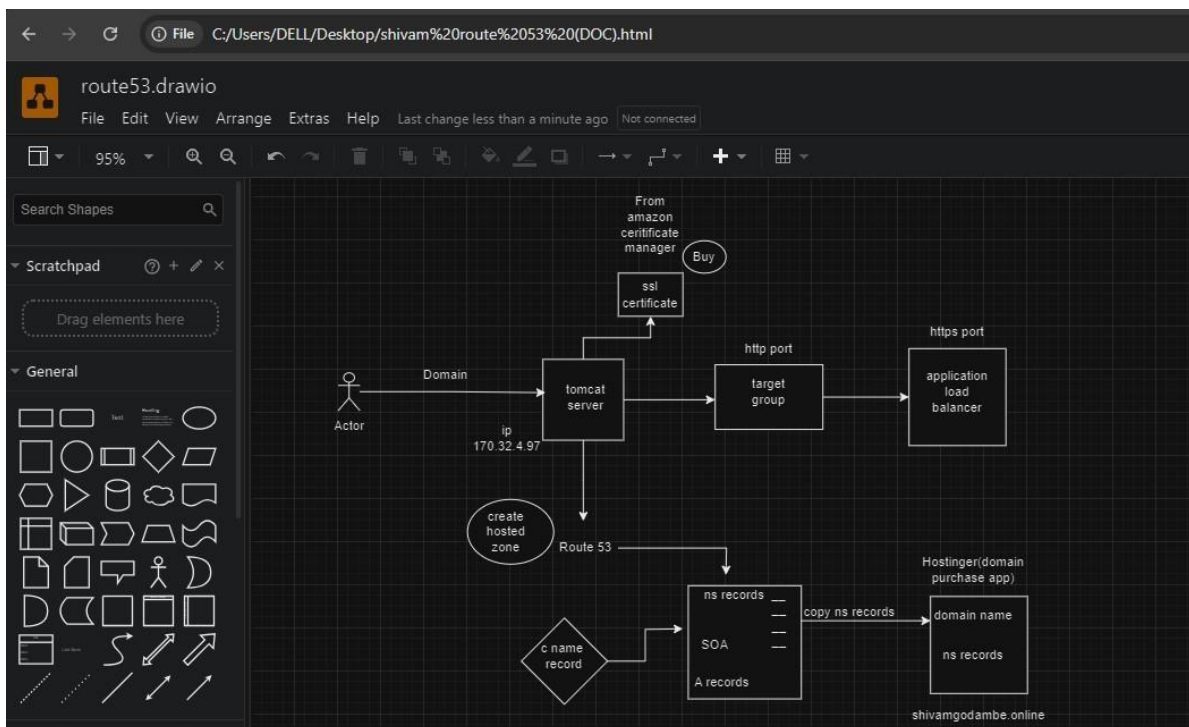 File C:/Users/DELL/Desktop/shivam%20route%2053%20(DOC).html
route53.drawio
File Edit View Arrange Extras Help Last change less than a minute ago Not connected
95%
Search Shapes
Scratchpad
Drag elements here
General
Text
Heading
From
amazon
ceritificate
manager
Buy
ssl
certificate
Domain
Actor
tomcat
server
ip
170.32.4.97
http port
target
group
https port
application
load
balancer
create
hosted
zone
Route 53
ns records
SOA
A records
c name
record
copy ns records
Hostinger(domain
purchase app)
domain name
ns records
shivamgodambe.online